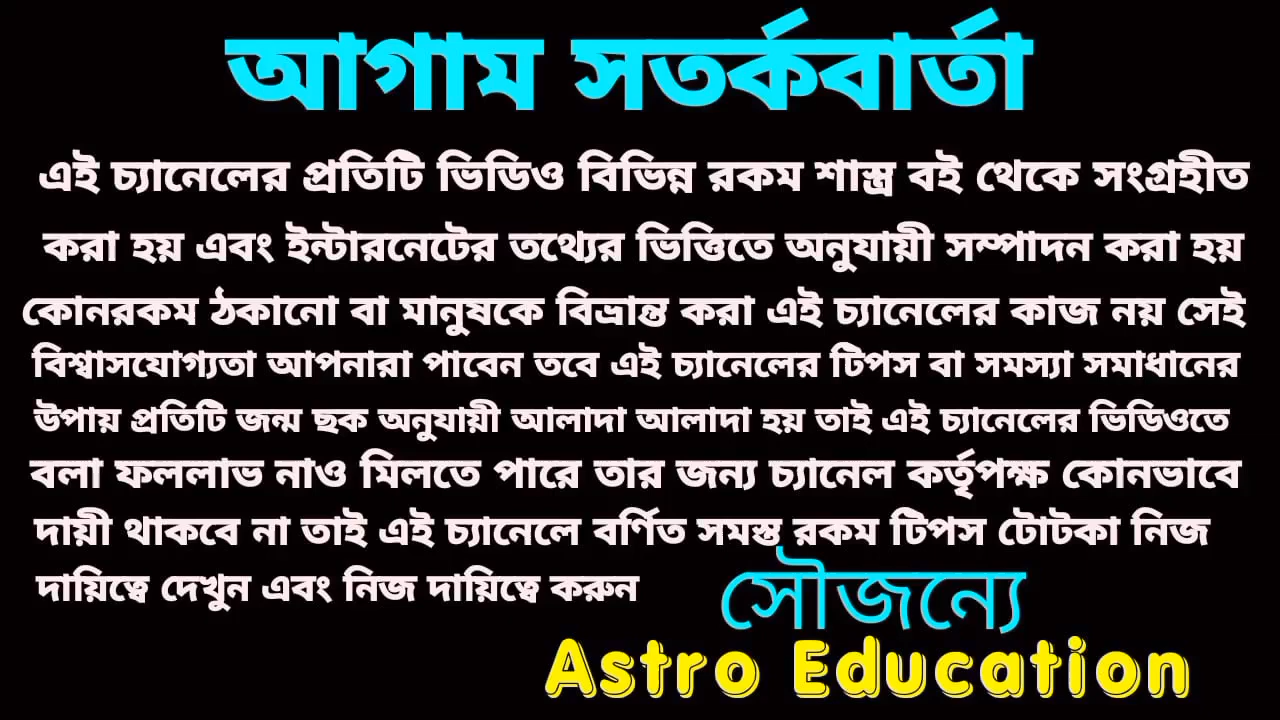 আগাম সতর্কবার্তা
এই চ্যানেলের প্রতিটি ভিডিও বিভিন্ন রকম শাস্ত্র বই থেকে সংগ্রহীত
করা হয় এবং ইন্টারনেটের তথ্যের ভিত্তিতে অনুযায়ী সম্পাদন করা হয়
কোনরকম ঠকানো বা মানুষকে বিভ্রান্ত করা এই চ্যানেলের কাজ নয় সেই
বিশ্বাসযোগ্যতা আপনারা পাবেন তবে এই চ্যানেলের টিপস বা সমস্যা সমাধানের
উপায় প্রতিটি জন্ম ছক অনুযায়ী আলাদা আলাদা হয় তাই এই চ্যানেলের ভিডিওতে
বলা ফললাভ নাও মিলতে পারে তার জন্য চ্যানেল কর্তৃপক্ষ কোনভাবে
দায়ী থাকবে না তাই এই চ্যানেলে বর্ণিত সমস্ত রকম টিপস টোটকা নিজ
দায়িত্বে দেখুন এবং নিজ দায়িত্বে করুন
সৌজন্যে
Astro Education